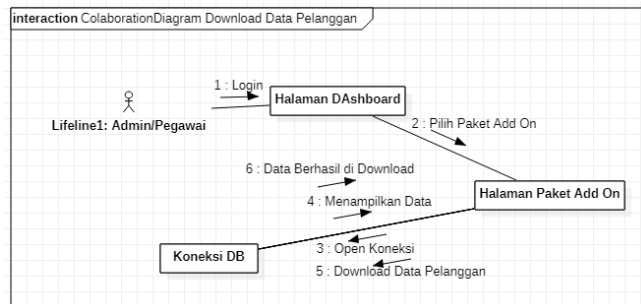 interaction ColaborationDiagram Download Data Pelanggan
1 : Login
Halaman DAshboard
Lifeline1: Admin/Pegawai
2 : Pilih Paket Add On
6 : Data Berhasil di Download
Halaman Paket Add On
4 : Menampilkan Data
3 : Open Koneksi
Koneksi DB
5 : Download Data Pelanggan